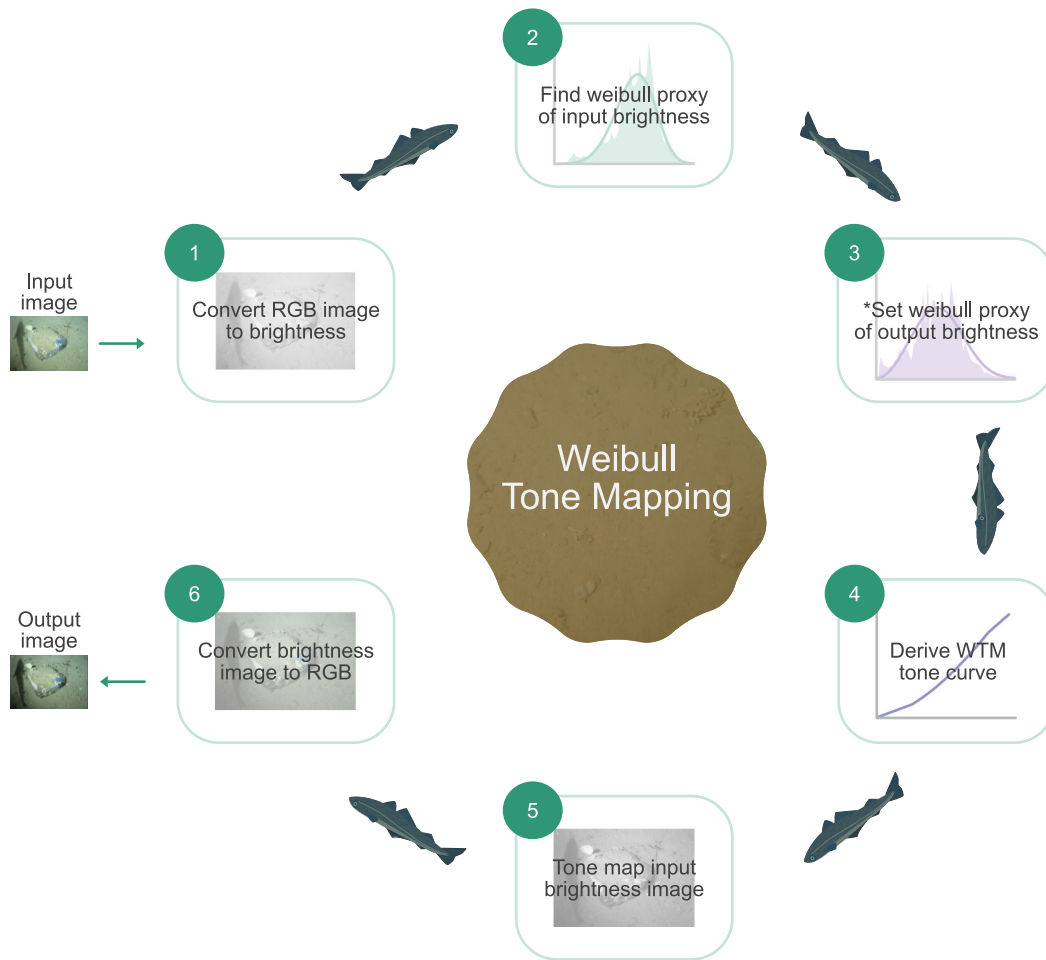 2
Find weibull proxy
of input brightness
1
Convert RGB image
to brightness
Input
image
3
*Set weibull proxy
of output brightness
Weibull
Tone Mapping
4
Derive WTM
tone curve
5
Tone map input
brightness image
6
Convert brightness
image to RGB
Output
image